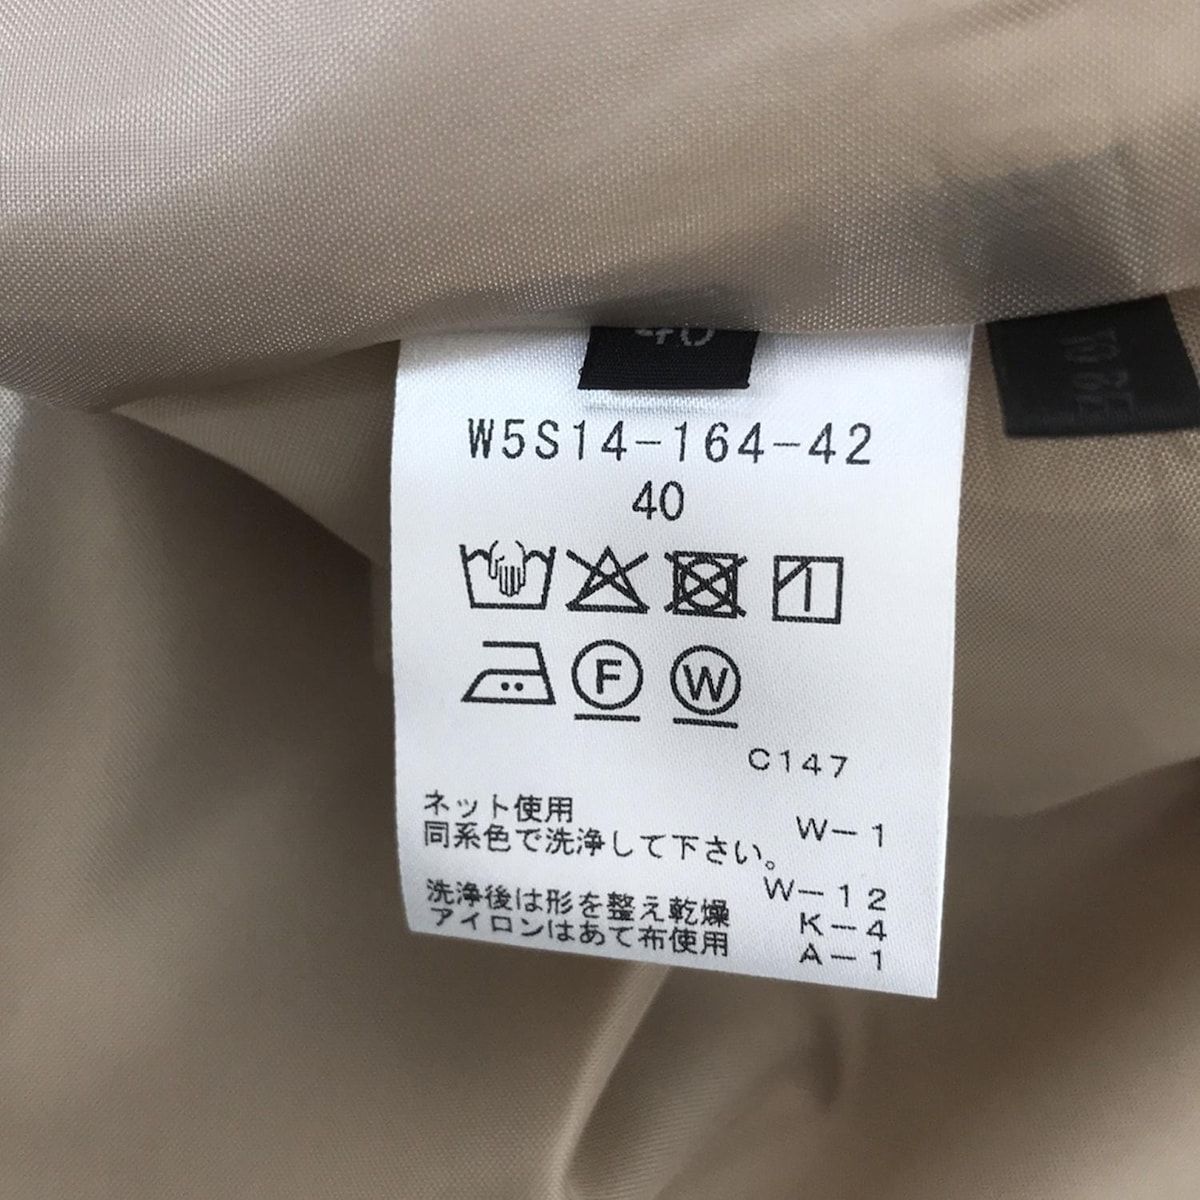 40
W5S14-164-42
40
F W
C147
ネット使用 W-1
同系色で洗浄して下さい。
W-12
洗浄後は形を整え乾燥 K-4
アイロンはあて布使用 A-1